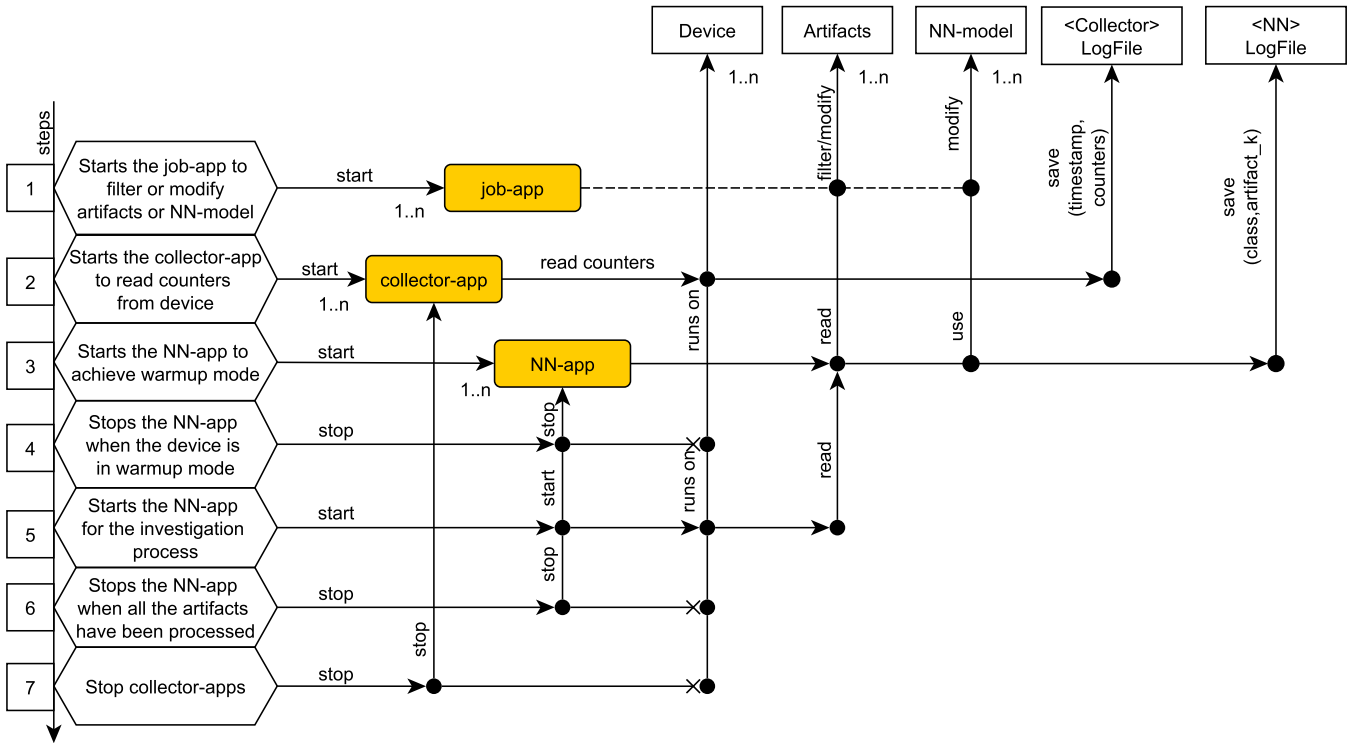 Device
Artifacts
NN-model
<Collector>
LogFile
<NN>
LogFile
1..n
1..n
1..n
steps
filter/modify
modify
save
(timestamp,
counters)
save
(class,artifact_k)
1
Starts the job-app to
filter or modify
artifacts or NN-model
start
1..n
job-app
2
Starts the collector-app
to read counters
from device
start
1..n
collector-app
read counters
runs on
read
use
3
Starts the NN-app to
achieve warmup mode
start
1..n
NN-app
stop
4
Stops the NN-app
when the device is
in warmup mode
stop
start
runs on
read
5
Starts the NN-app
for the investigation
process
start
stop
6
Stops the NN-app
when all the artifacts
have been processed
stop
stop
7
Stop collector-apps
stop